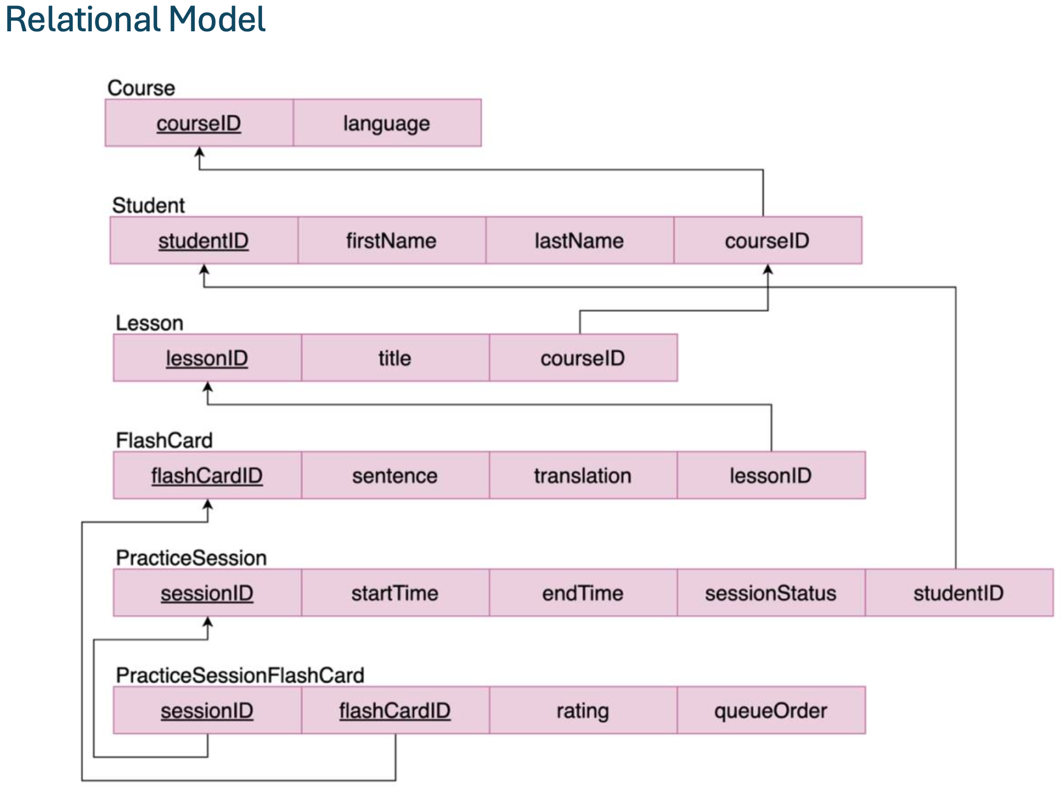 Relational Model
Course
courseID language
Student
studentID firstName lastName courseID
Lesson
lessonID title courseID
FlashCard
flashCardID sentence translation lessonID
PracticeSession
sessionID startTime endTime sessionStatus studentID
PracticeSessionFlashCard
sessionID flashCardID rating queueOrder